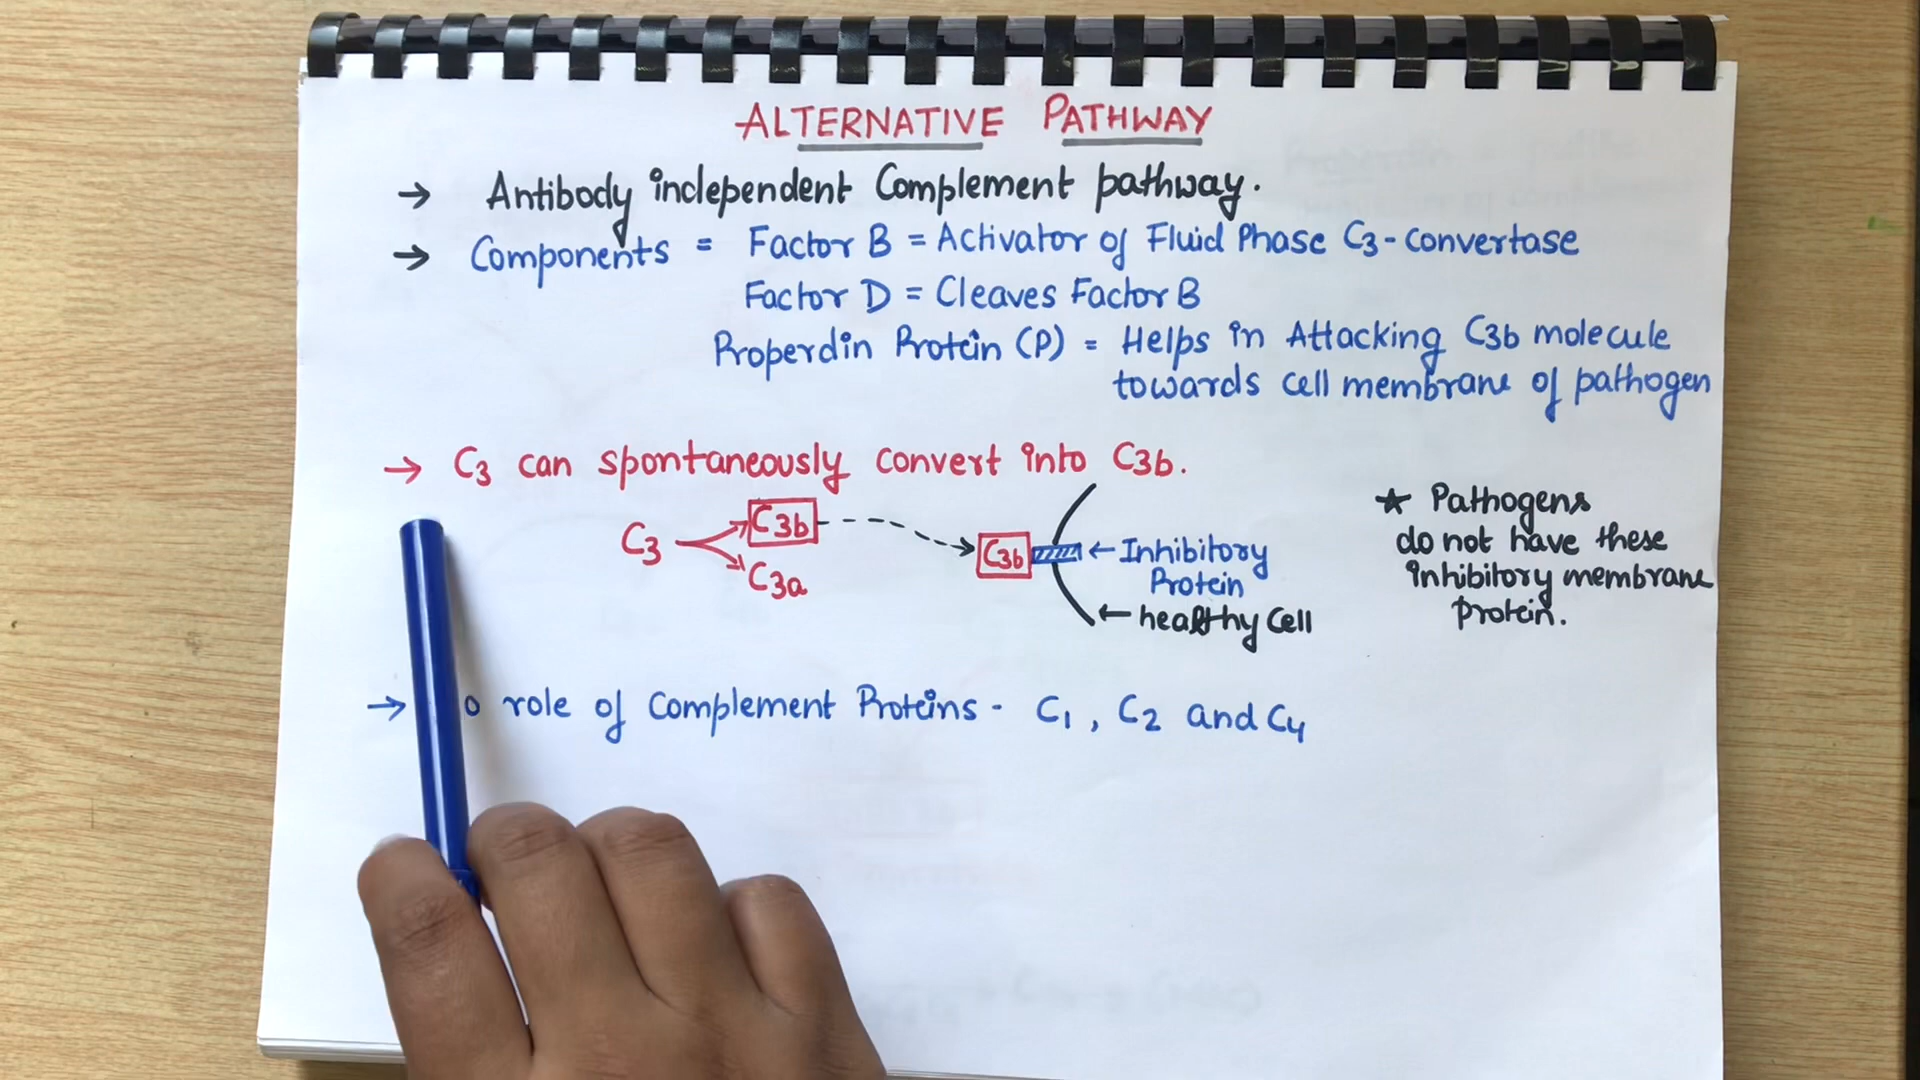 ALTERNATIVE PATHWAY
→ Antibody independent Complement pathway.
→ Components = Factor B = Activator of Fluid Phase C3-convertase
Factor D = Cleaves Factor B
Properdin Protein (P) = Helps in Attacking C3b molecule
towards cell membrane of pathogen
→ C3 can spontaneously convert into C3b.
C3 → C3b
C3a
C3b ← Inhibitory
Protein
← healthy Cell
★ Pathogens
do not have these
inhibitory membrane
protein.
→ o role of Complement Proteins - C1, C2 and C4